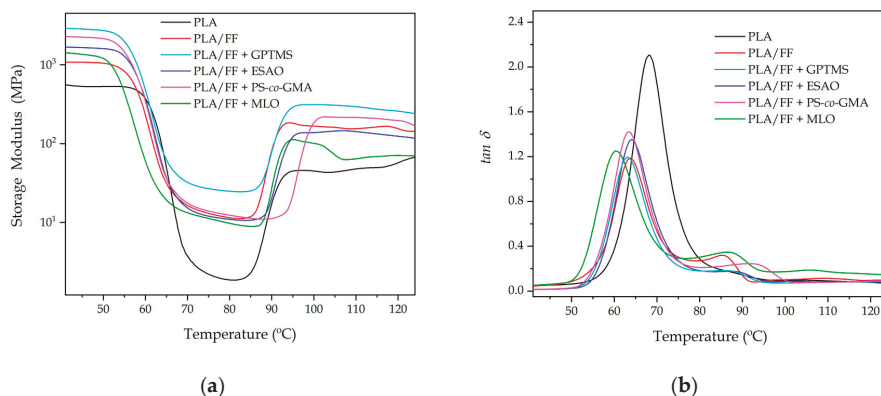 PLA
PLA/FF
PLA/FF + GPTMS
PLA/FF + ESAO
PLA/FF + PS-co-GMA
PLA/FF + MLO
Storage Modulus (MPa)
10³
10²
10¹
50 60 70 80 90 100 110 120
Temperature (ºC)
(a)
PLA
PLA/FF
PLA/FF + GPTMS
PLA/FF + ESAO
PLA/FF + PS-co-GMA
PLA/FF + MLO
tan δ
2.0
1.6
1.2
0.8
0.4
0.0
50 60 70 80 90 100 110 120
Temperature (ºC)
(b)